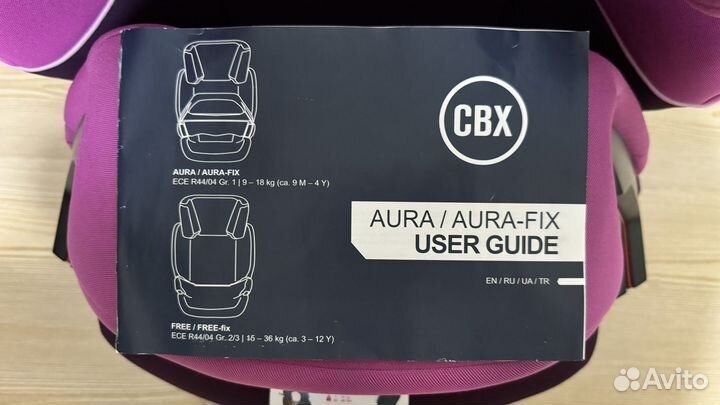 CBX
AURA / AURA-FIX
ECE R44/04 Gr. 1 | 9 – 18 kg (ca. 9 M – 4 Y)
AURA / AURA-FIX
USER GUIDE
EN / RU / UA / TR
FREE / FREE-fix
ECE R44/04 Gr. 2/3 | 15 – 36 kg (ca. 3 – 12 Y)
Avito